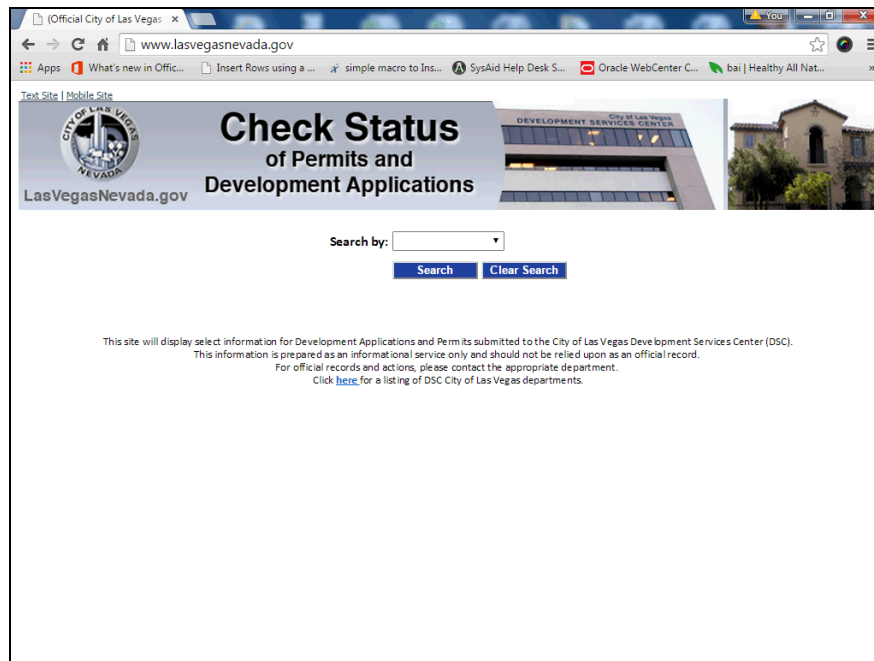 (Official City of Las Vegas
You
www.lasvegasnevada.gov
Apps What's new in Offic... Insert Rows using a ... simple macro to Ins... SysAid Help Desk S... Oracle WebCenter C... bai | Healthy All Nat... »
Text Site | Mobile Site
CITY OF LAS VEGAS
NEVADA
LasVegasNevada.gov
Check Status
of Permits and
Development Applications
City of Las Vegas
DEVELOPMENT SERVICES CENTER
Search by:
Search Clear Search
This site will display select information for Development Applications and Permits submitted to the City of Las Vegas Development Services Center (DSC).
This information is prepared as an informational service only and should not be relied upon as an official record.
For official records and actions, please contact the appropriate department.
Click here for a listing of DSC City of Las Vegas departments.